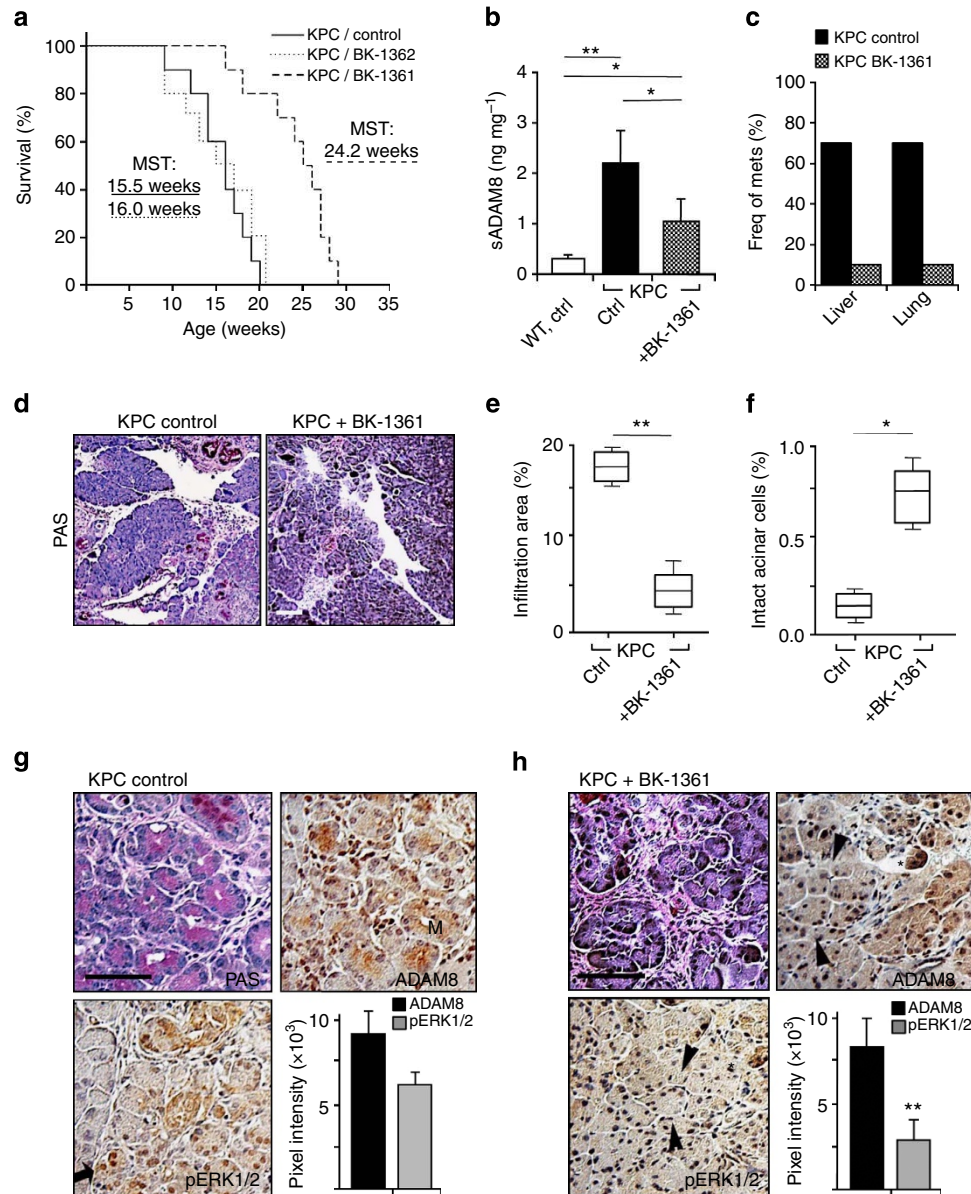 a
KPC / control
KPC / BK-1362
KPC / BK-1361
Survival (%)
100
80
60
40
20
0
MST:
15.5 weeks
16.0 weeks
MST:
24.2 weeks
5 10 15 20 25 30 35
Age (weeks)
b
sADAM8 (ng mg⁻¹)
4
3
2
1
0
**
*
*
WT, ctrl
Ctrl
+BK-1361
KPC
c
KPC control
KPC BK-1361
Freq of mets (%)
100
80
60
40
20
0
Liver
Lung
d
KPC control
KPC + BK-1361
PAS
e
Infiltration area (%)
20
10
5
0
**
Ctrl
KPC
+BK-1361
f
Intact acinar cells (%)
1.0
0.5
0.0
*
Ctrl
KPC
+BK-1361
g
KPC control
PAS
M
ADAM8
pERK1/2
ADAM8
pERK1/2
Pixel intensity (×10³)
10
5
h
KPC + BK-1361
*
ADAM8
*
pERK1/2
ADAM8
pERK1/2
Pixel intensity (×10³)
10
5
**